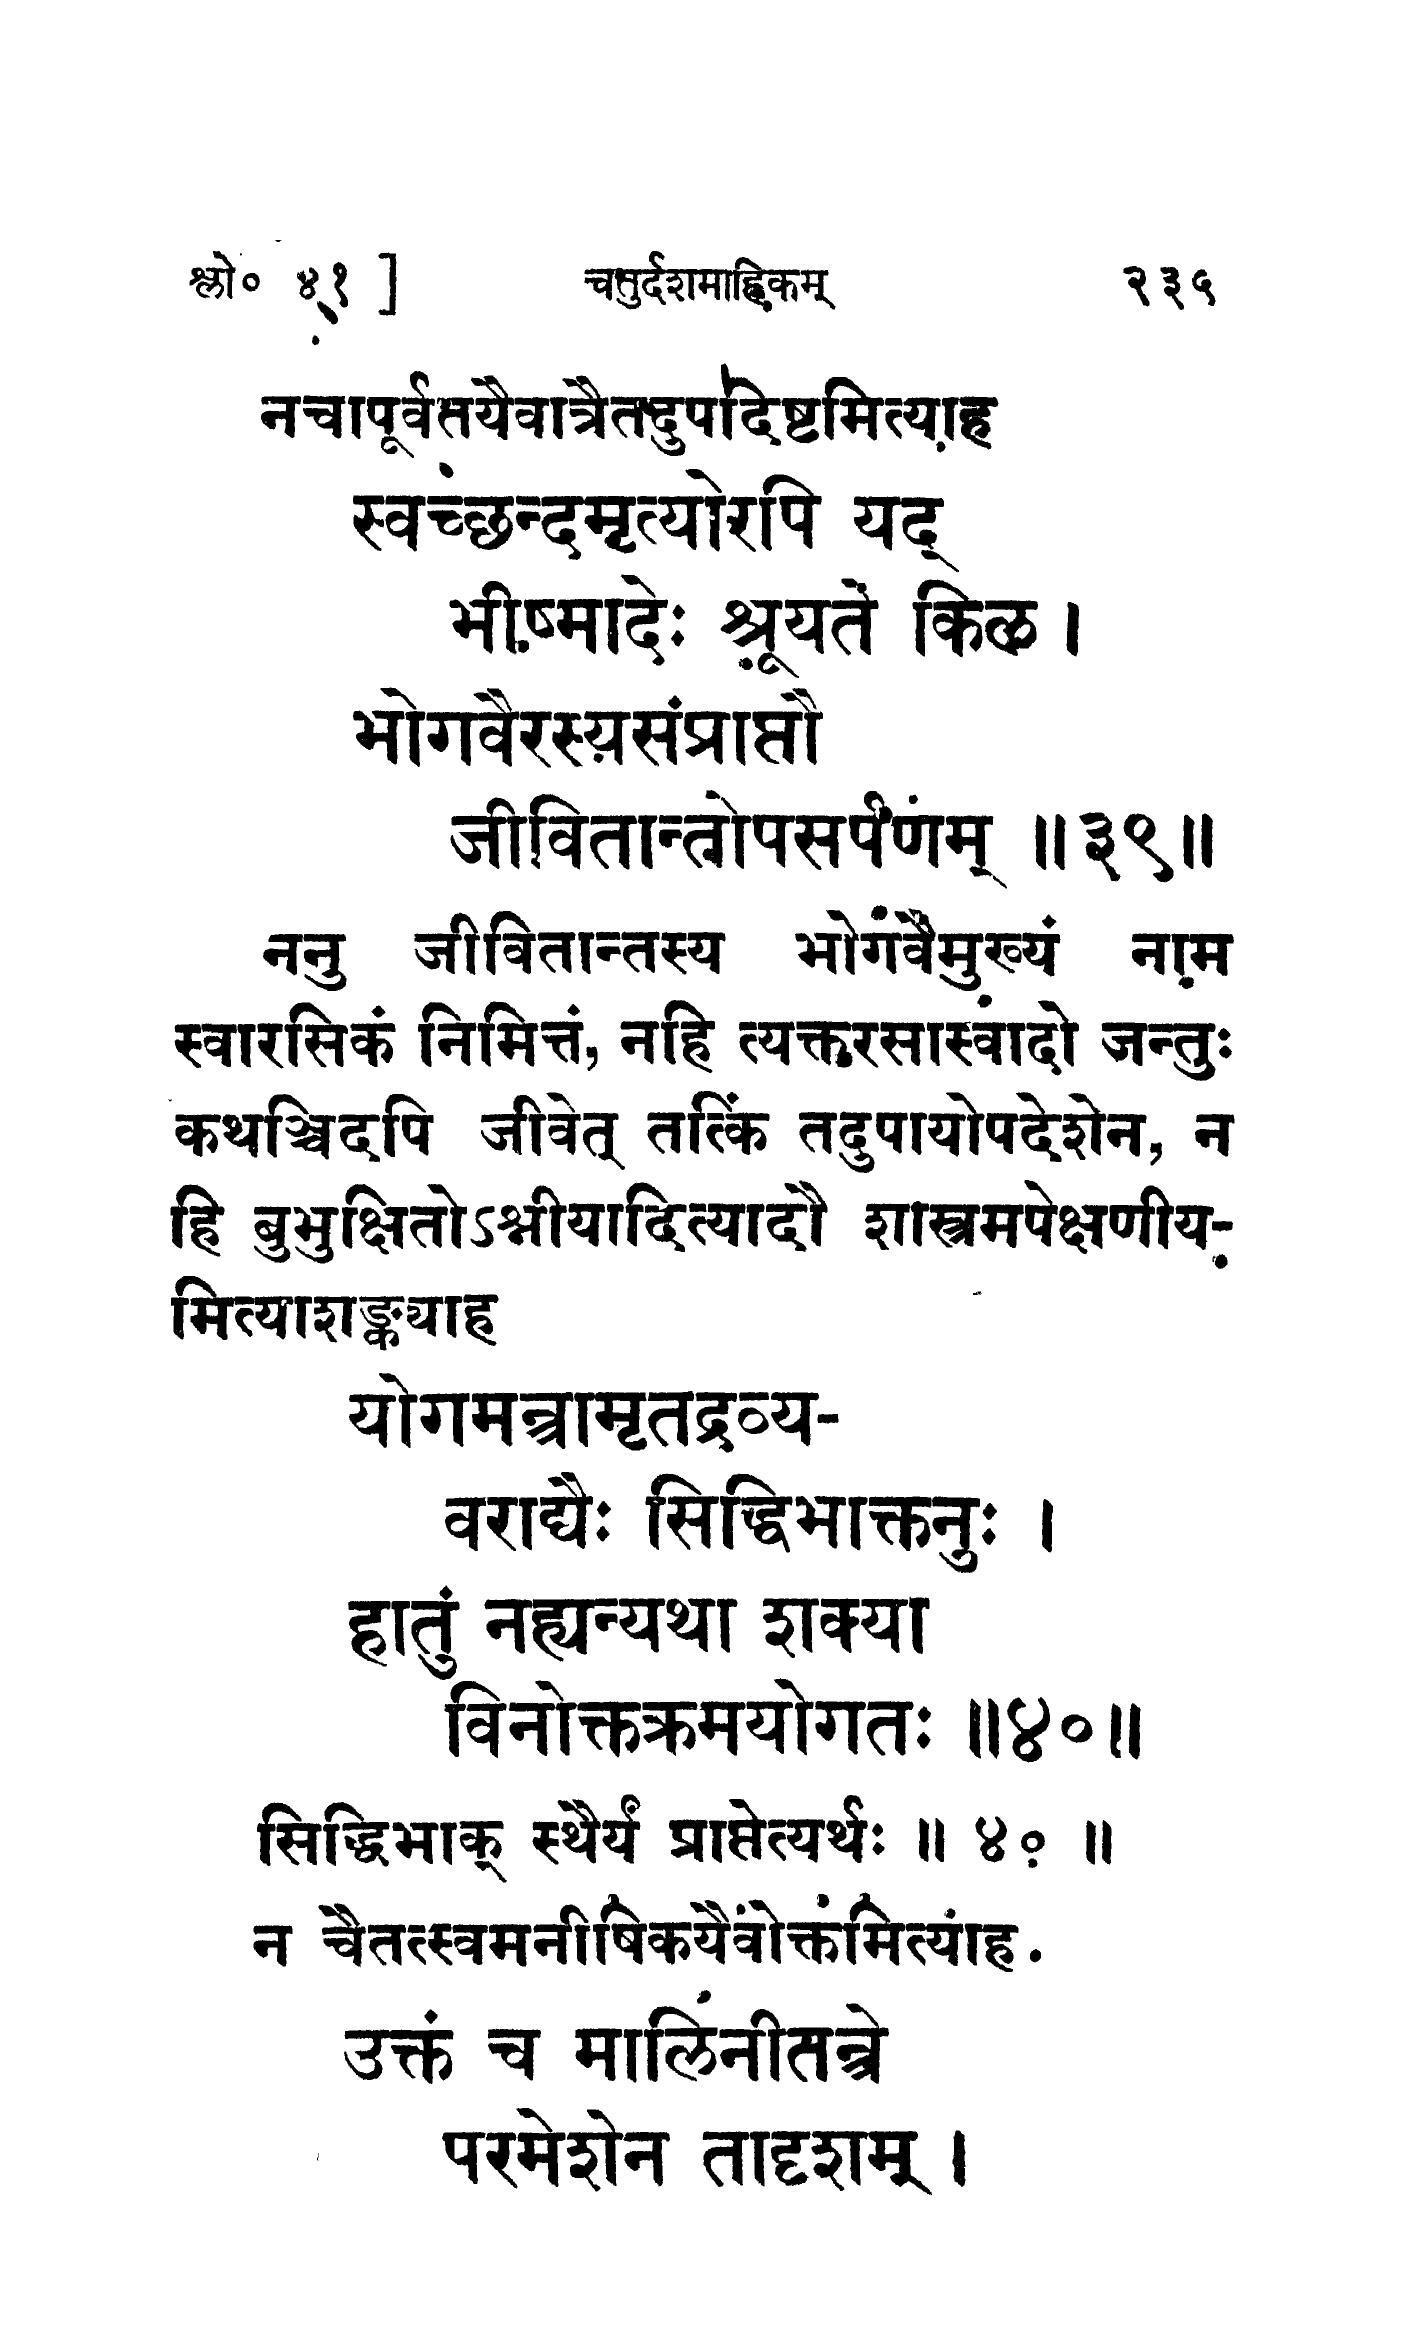 श्लो० ४१ ] चतुर्दशमाह्निकम् २३५
नचापूर्वतयैवात्रैतदुपदिष्टमित्याह
स्वच्छन्दमृत्योरपि यद्
भीष्मादेः श्रूयते किल ।
भोगवैरस्यसंप्राप्तौ
जीवितान्तोपसर्पणम् ॥३९॥
ननु जीवितान्तस्य भोगवैमुख्यं नाम
स्वारसिकं निमित्तं, नहि त्यक्तरसास्वादो जन्तुः
कथञ्चिदपि जीवेत् तत्किं तदुपायोपदेशेन, न
हि बुभुक्षितोऽश्नीयादित्यादौ शास्त्रमपेक्षणीय-
मित्याशङ्क्याह
योगमन्त्रामृतद्रव्य-
वराद्यैः सिद्धिभाक्तनुः ।
हातुं नह्यन्यथा शक्या
विनोक्तक्रमयोगतः ॥४०॥
सिद्धिभाक् स्थैर्यं प्राप्तेत्यर्थः ॥ ४० ॥
न चैतत्स्वमनीषिकयैवोक्तमित्याह .
उक्तं च मालिनीतन्त्रे
परमेशेन तादृशम् ।